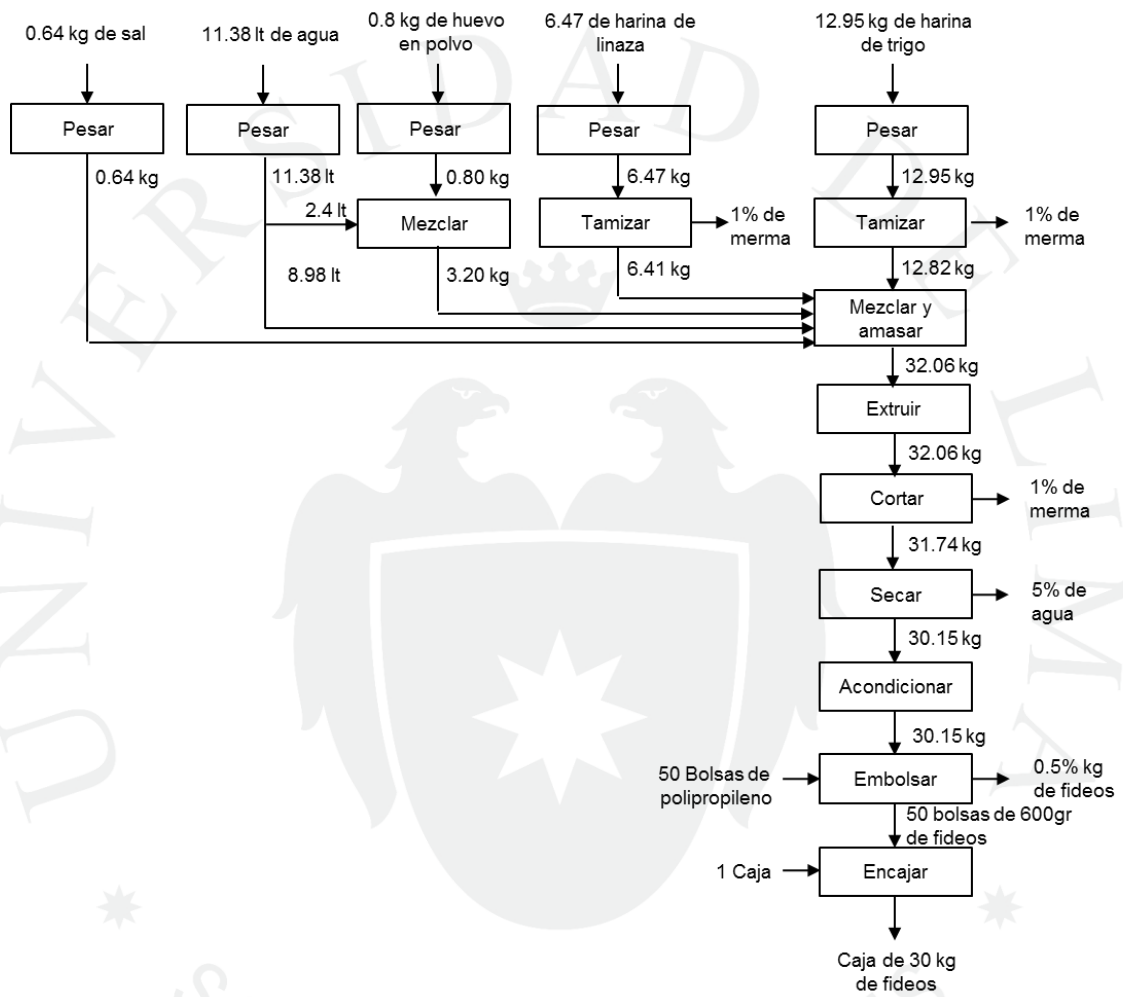 0.64 kg de sal
11.38 lt de agua
0.8 kg de huevo
en polvo
6.47 de harina de
linaza
12.95 kg de harina
de trigo
Pesar
Pesar
Pesar
Pesar
Pesar
0.64 kg
11.38 lt
0.80 kg
6.47 kg
12.95 kg
2.4 lt
Mezclar
Tamizar
1% de
merma
Tamizar
1% de
merma
8.98 lt
3.20 kg
6.41 kg
12.82 kg
Mezclar y
amasar
32.06 kg
Extruir
32.06 kg
Cortar
1% de
merma
31.74 kg
Secar
5% de
agua
30.15 kg
Acondicionar
30.15 kg
50 Bolsas de
polipropileno
Embolsar
0.5% kg
de fideos
50 bolsas de 600gr
de fideos
1 Caja
Encajar
Caja de 30 kg
de fideos
UNIVERSIDAD DE LIMA